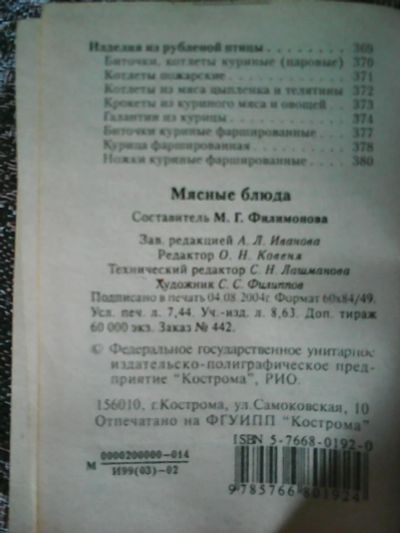 Изделия из рубленой птицы . . . . . . . . . 369
Биточки, котлеты куриные (паровые) 370
Котлеты пожарские . . . . . . . . . . . . . 371
Котлеты из мяса цыпленка и телятины 372
Крокеты из куриного мяса и овощей . . 373
Галантин из курицы . . . . . . . . . . . . 374
Биточки куриные фаршированные . . . . 377
Курица фаршированная . . . . . . . . . . 378
Ножки куриные фаршированные . . . . . 380
Мясные блюда
Составитель М. Г. Филимонова
Зав. редакцией А. Л. Иванова
Редактор О. Н. Ковеня
Технический редактор С. Н. Лашманова
Художник С. С. Филиппов
Подписано в печать 04.08.2004г. Формат 60х84/49.
Усл. печ л. 7,44. Уч.-изд. л. 8,63. Доп. тираж
60 000 экз. Заказ № 442.
© Федеральное государственное унитарное
издательско-полиграфическое пред-
приятие "Кострома", РИО.
156010, г.Кострома, ул.Самоковская, 10
Отпечатано на ФГУИПП "Кострома"
ISBN 5-7668-0192-0
М 0000200000-014
И99(03)-02
9785766801924